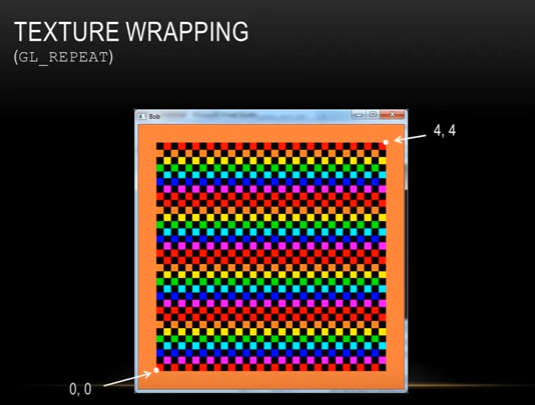 TEXTURE WRAPPING
(GL_REPEAT)
Bob
4, 4
0, 0